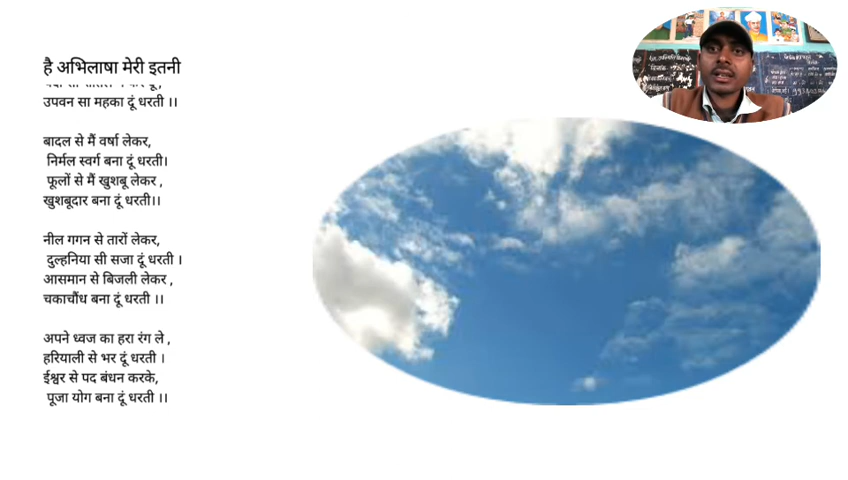 है अभिलाषा मेरी इतनी
उपवन सा महका दूं धरती ।।
बादल से मैं वर्षा लेकर,
निर्मल स्वर्ग बना दूं धरती।
फूलों से मैं खुशबू लेकर ,
खुशबूदार बना दूं धरती।।
नील गगन से तारों लेकर,
दुल्हनिया सी सजा दूं धरती ।
आसमान से बिजली लेकर ,
चकाचौंध बना दूं धरती ।।
अपने ध्वज का हरा रंग ले ,
हरियाली से भर दूं धरती ।
ईश्वर से पद बंधन करके,
पूजा योग बना दूं धरती ।।